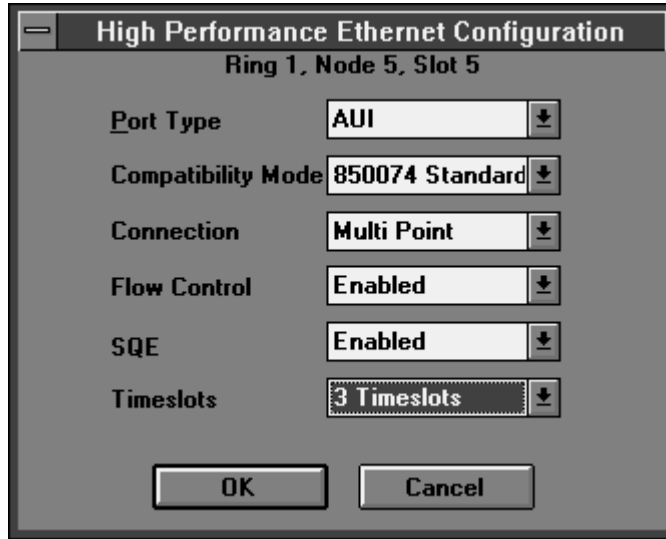 High Performance Ethernet Configuration
Ring 1, Node 5, Slot 5
Port Type AUI
Compatibility Mode 850074 Standard
Connection Multi Point
Flow Control Enabled
SQE Enabled
Timeslots 3 Timeslots
OK Cancel